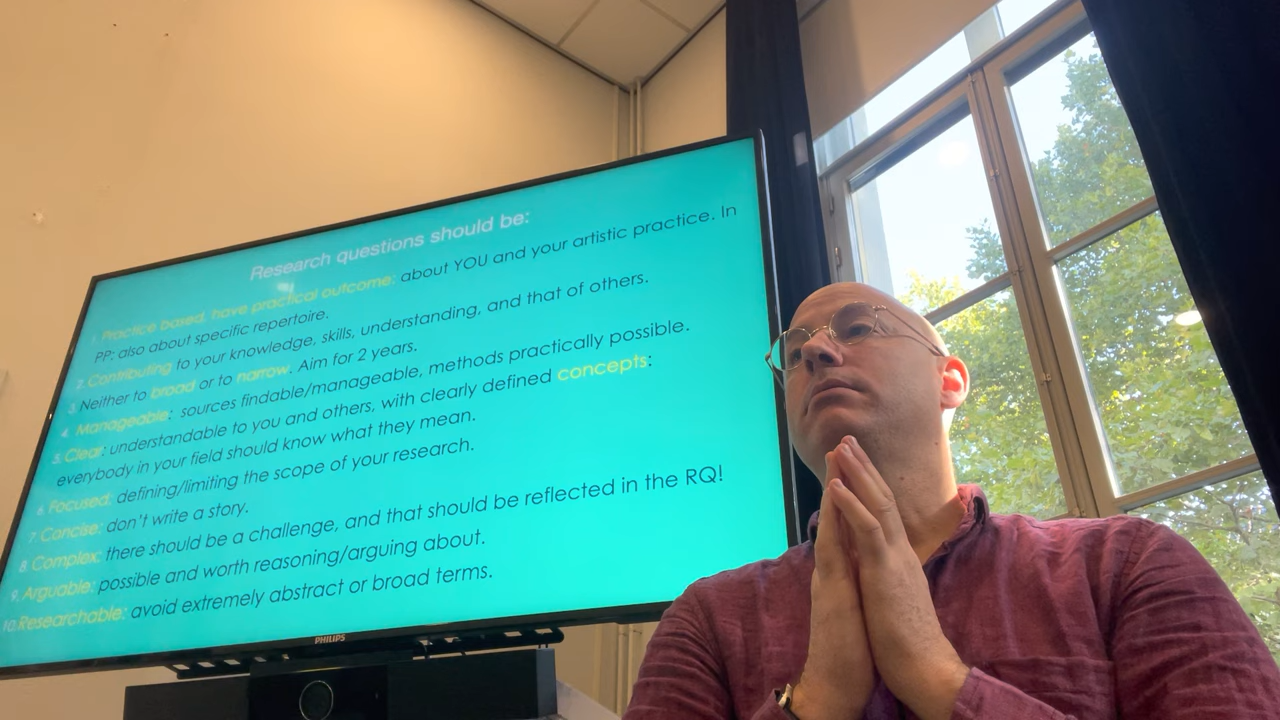 Research questions should be:
1. Practice based, have practical outcome: about YOU and your artistic practice. In
PP: also about specific repertoire.
2. Contributing to your knowledge, skills, understanding, and that of others.
3. Neither to broad or to narrow. Aim for 2 years.
4. Manageable: sources findable/manageable, methods practically possible.
5. Clear: understandable to you and others, with clearly defined concepts:
everybody in your field should know what they mean.
6. Focused: defining/limiting the scope of your research.
7. Concise: don't write a story.
8. Complex: there should be a challenge, and that should be reflected in the RQ!
9. Arguable: possible and worth reasoning/arguing about.
10. Researchable: avoid extremely abstract or broad terms.
PHILIPS